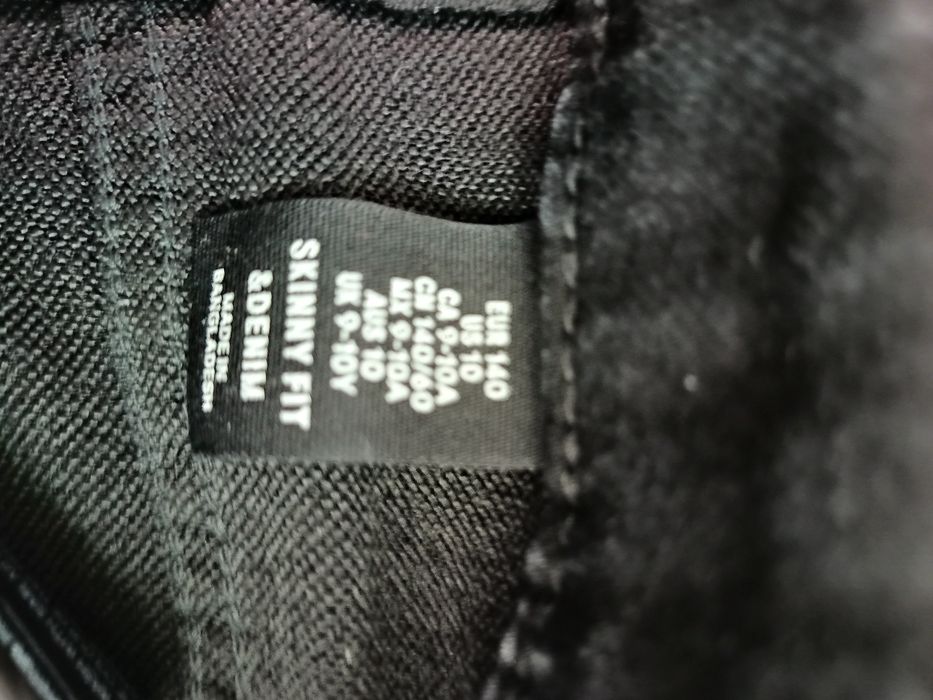 EUR 140
US 10
CA 9-10A
CN 140/60
MX 9-10A
AUS 10
UK 9-10Y
SKINNY FIT
&DENIM
MADE IN
BANGLADESH